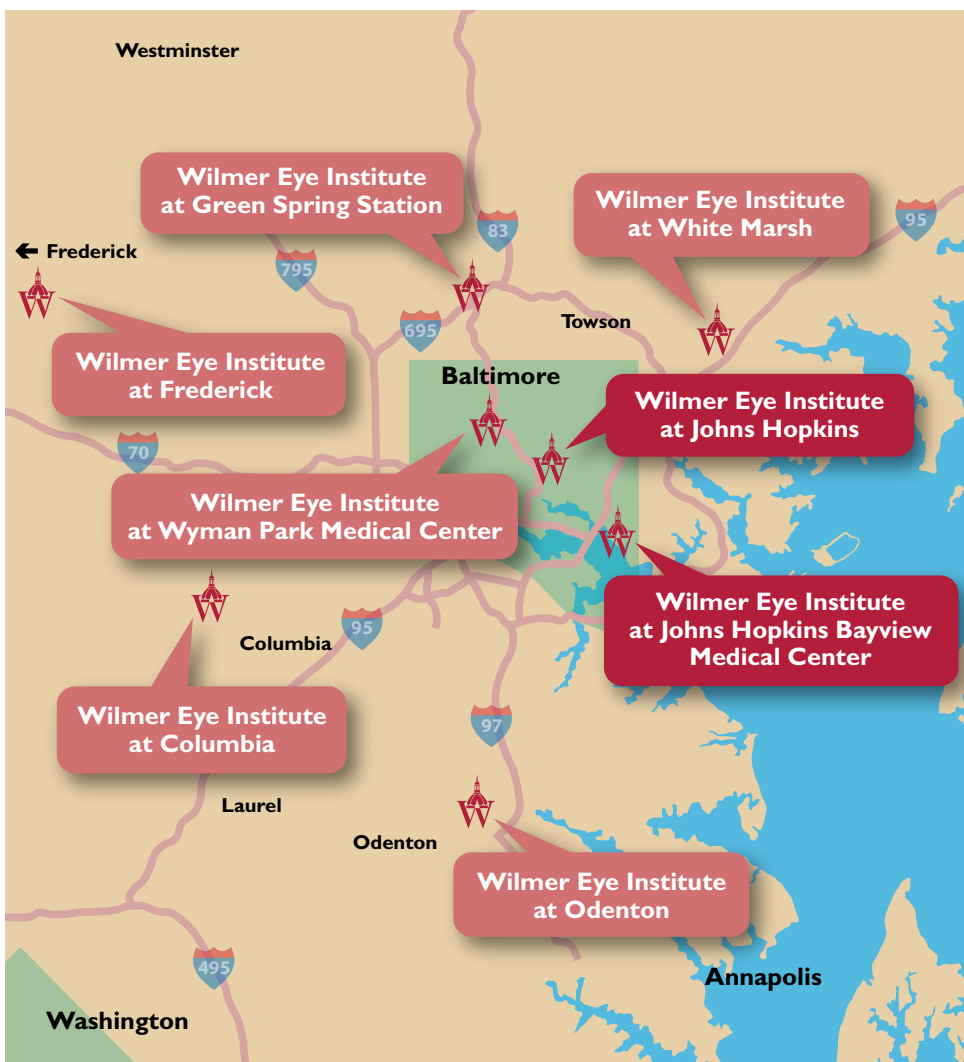 Westminster
Wilmer Eye Institute
at Green Spring Station
Wilmer Eye Institute
at White Marsh
95
83
Frederick
795
W
W
Towson
695
W
Wilmer Eye Institute
at Frederick
Baltimore
Wilmer Eye Institute
at Johns Hopkins
W
70
W
Wilmer Eye Institute
at Wyman Park Medical Center
W
Wilmer Eye Institute
at Johns Hopkins Bayview
Medical Center
W
95
Columbia
Wilmer Eye Institute
at Columbia
97
Laurel
W
Odenton
Wilmer Eye Institute
at Odenton
495
Annapolis
Washington